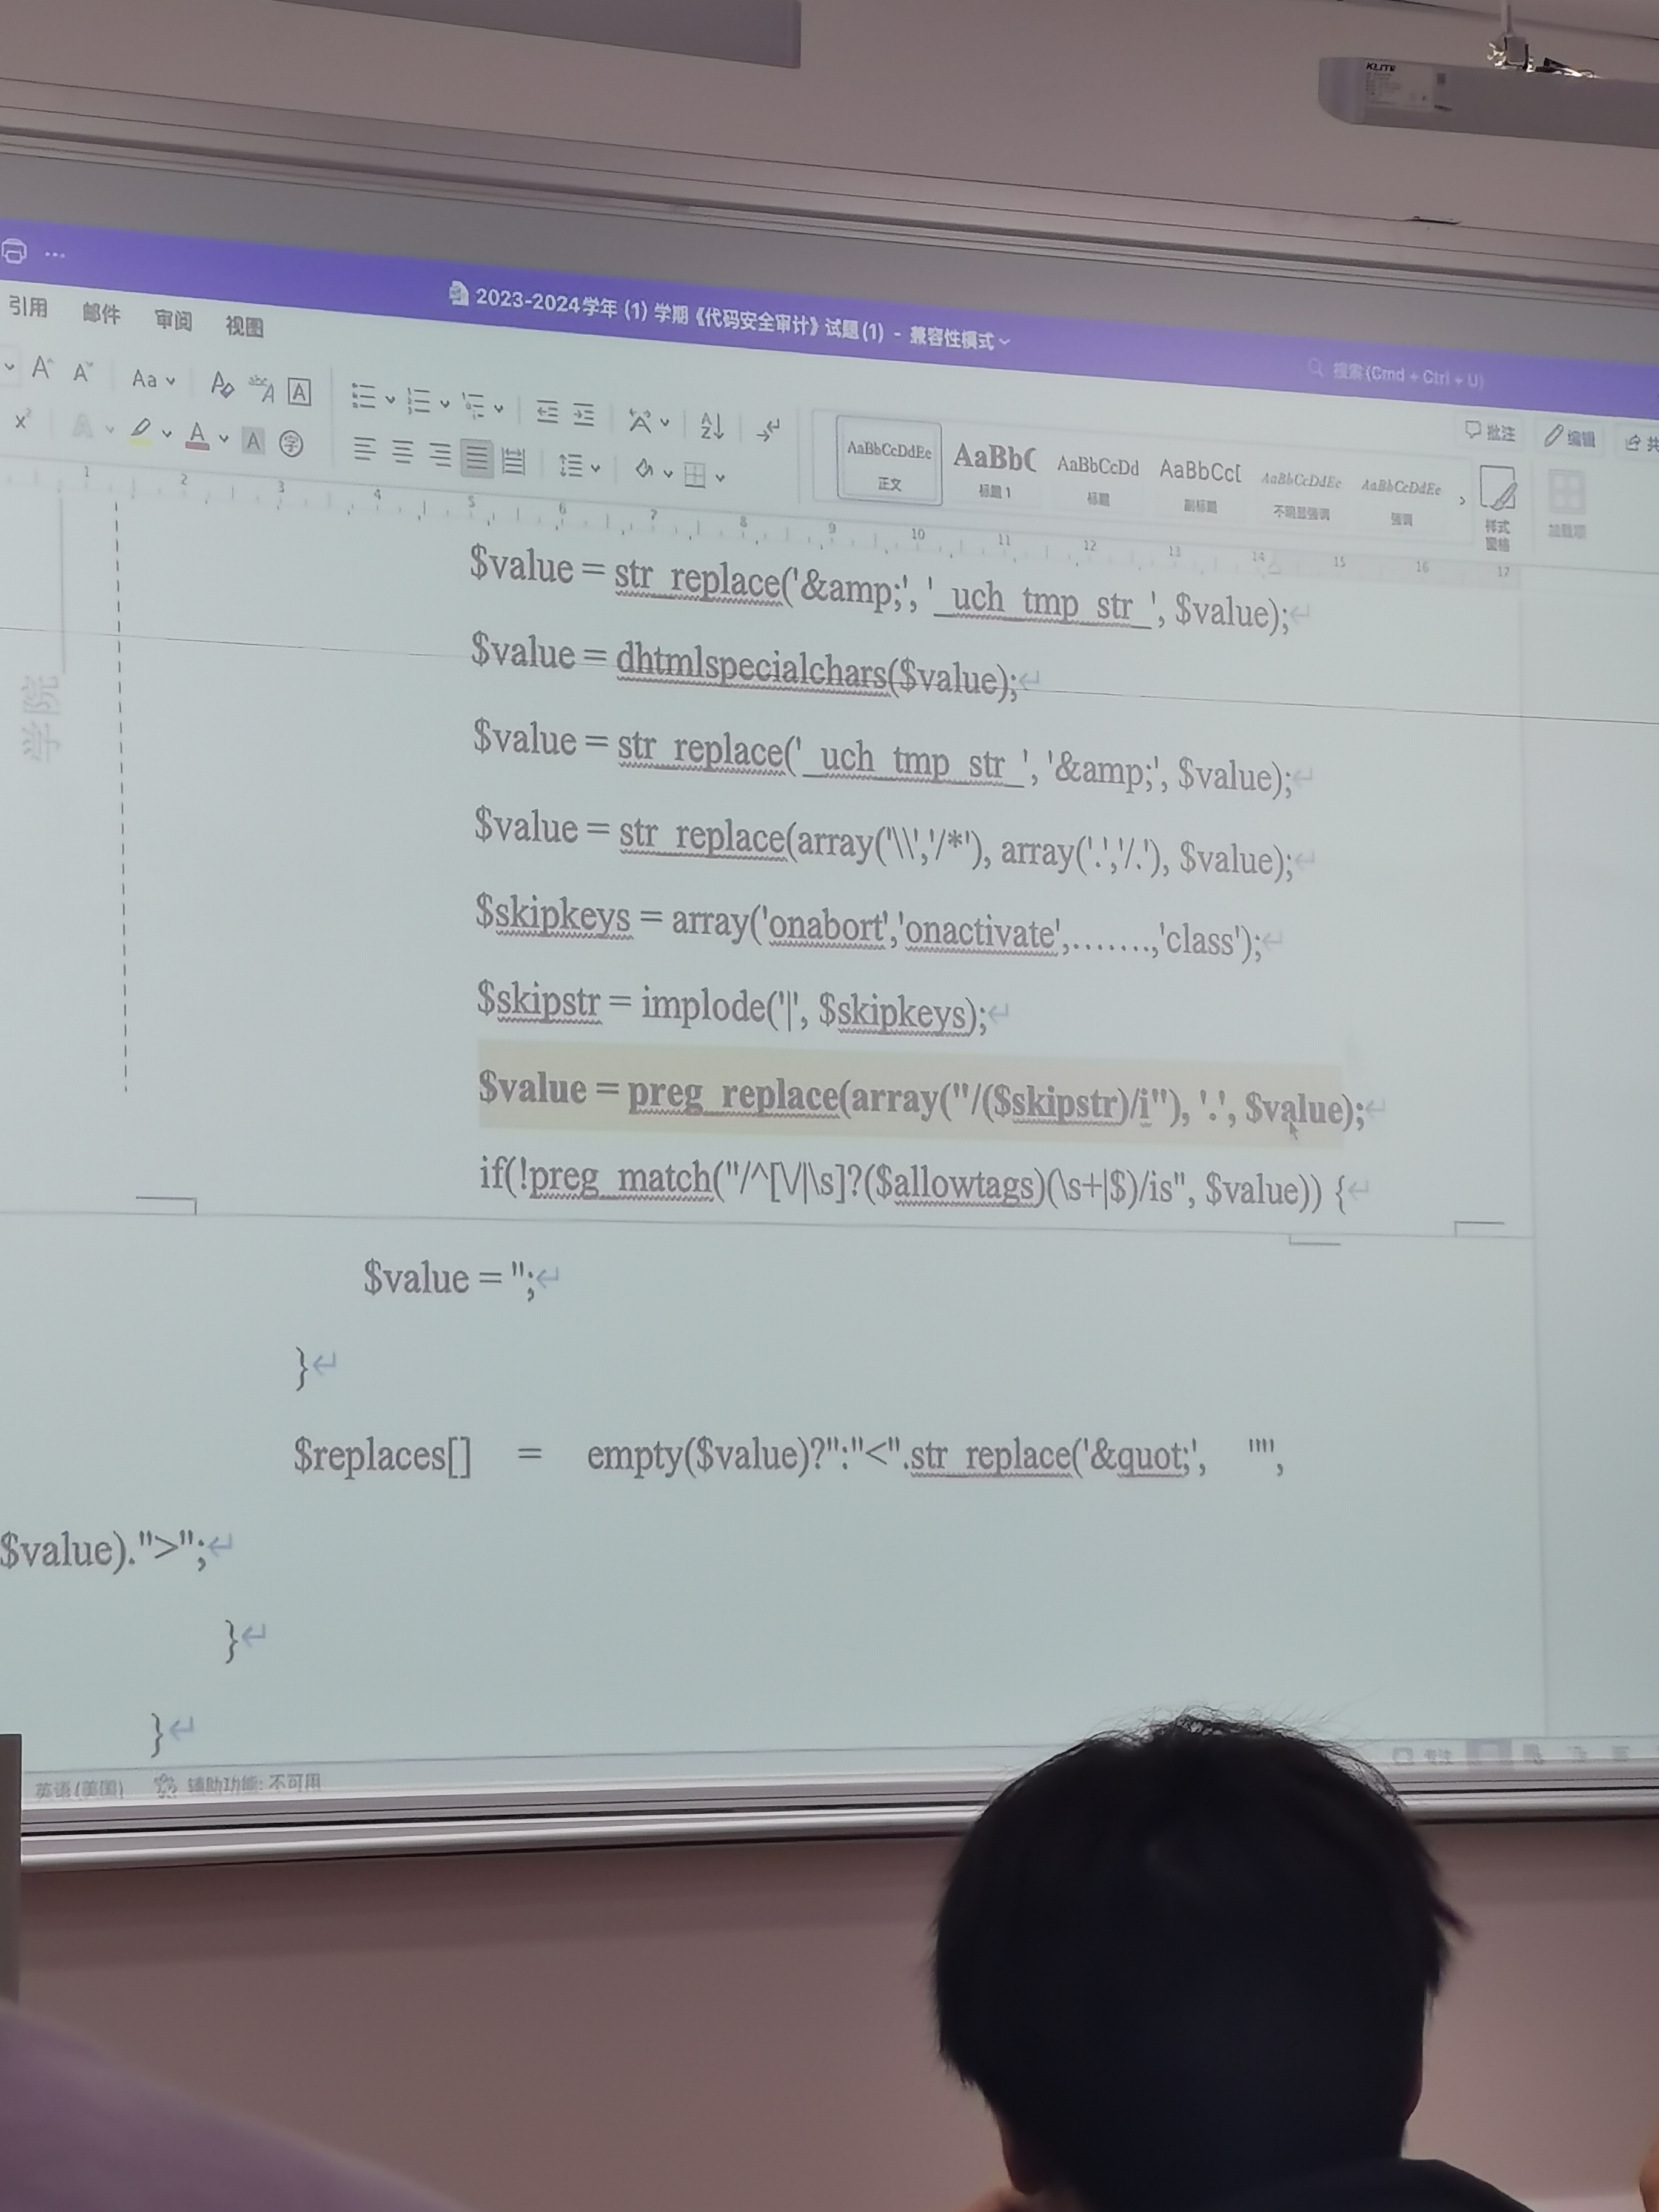 KLITE
2023-2024学年 (1) 学期《代码安全审计》试题(1) - 兼容性模式
搜索(Cmd + Ctrl + U)
引用 邮件 审阅 视图
批注 编辑 共
AaBbCcDdEe AaBbC AaBbCcDd AaBbCcD AaBbCcDdEe AaBbCcDdEe
正文 标题 1 标题 副标题 不明显强调 强调
样式
窗格
加载项
1 2 3 4 5 6 7 8 9 10 11 12 13 14 15 16 17
学院
$value = str_replace('&amp;', '_uch_tmp_str_', $value);
$value = dhtmlspecialchars($value);
$value = str_replace('_uch_tmp_str_', '&amp;', $value);
$value = str_replace(array('\\','/*'), array('.','/.'), $value);
$skipkeys = array('onabort','onactivate',.......,'class');
$skipstr = implode('|', $skipkeys);
$value = preg_replace(array("/($skipstr)/i"), '.', $value);
if(!preg_match("/^[\/|\s]?($allowtags)(\s+|$)/is", $value)) {
$value = '';
}
$replaces[] = empty($value)?'':"<".str_replace('&quot;', '"',
$value).">";
}
}
英语(美国) 辅助功能: 不可用
专注